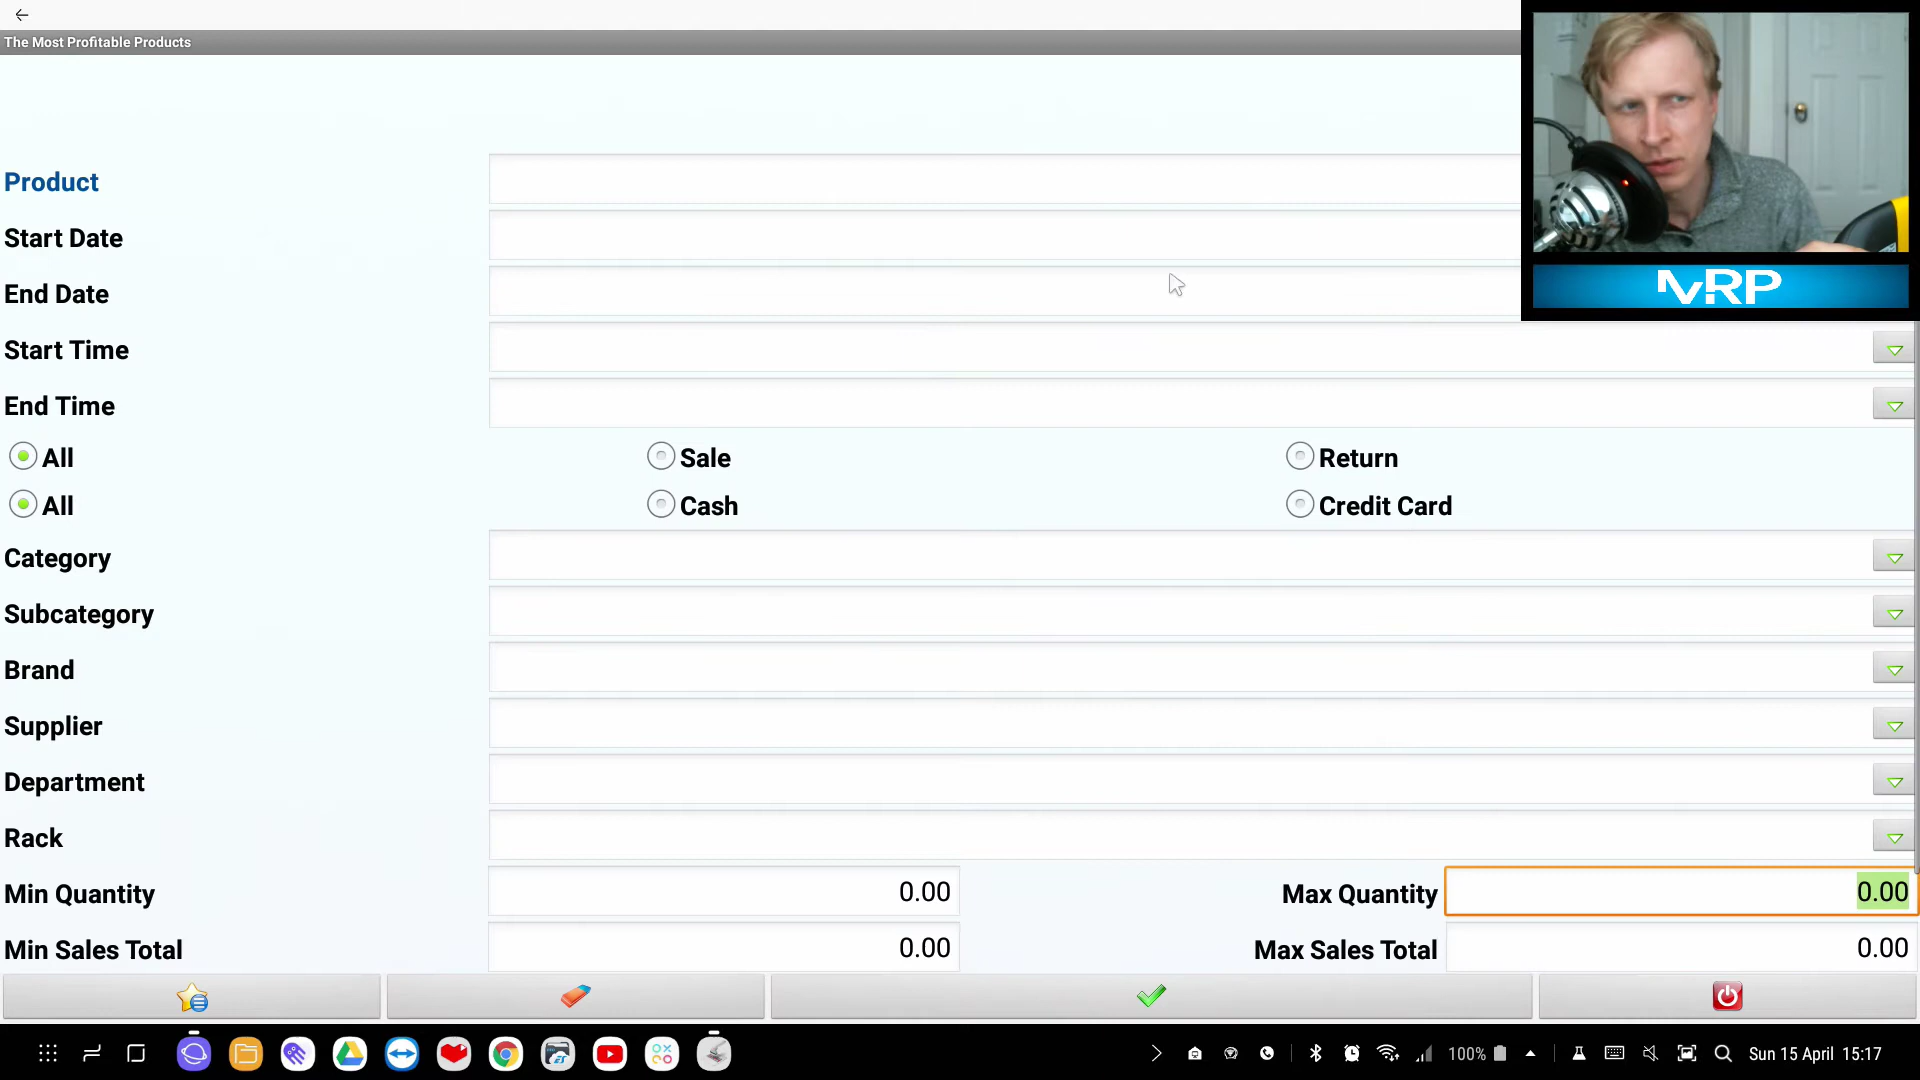 The Most Profitable Products
MRP
Product
Start Date
End Date
Start Time
End Time
All Sale Return
All Cash Credit Card
Category
Subcategory
Brand
Supplier
Department
Rack
Min Quantity 0.00 Max Quantity 0.00
Min Sales Total 0.00 Max Sales Total 0.00
100% Sun 15 April 15:17